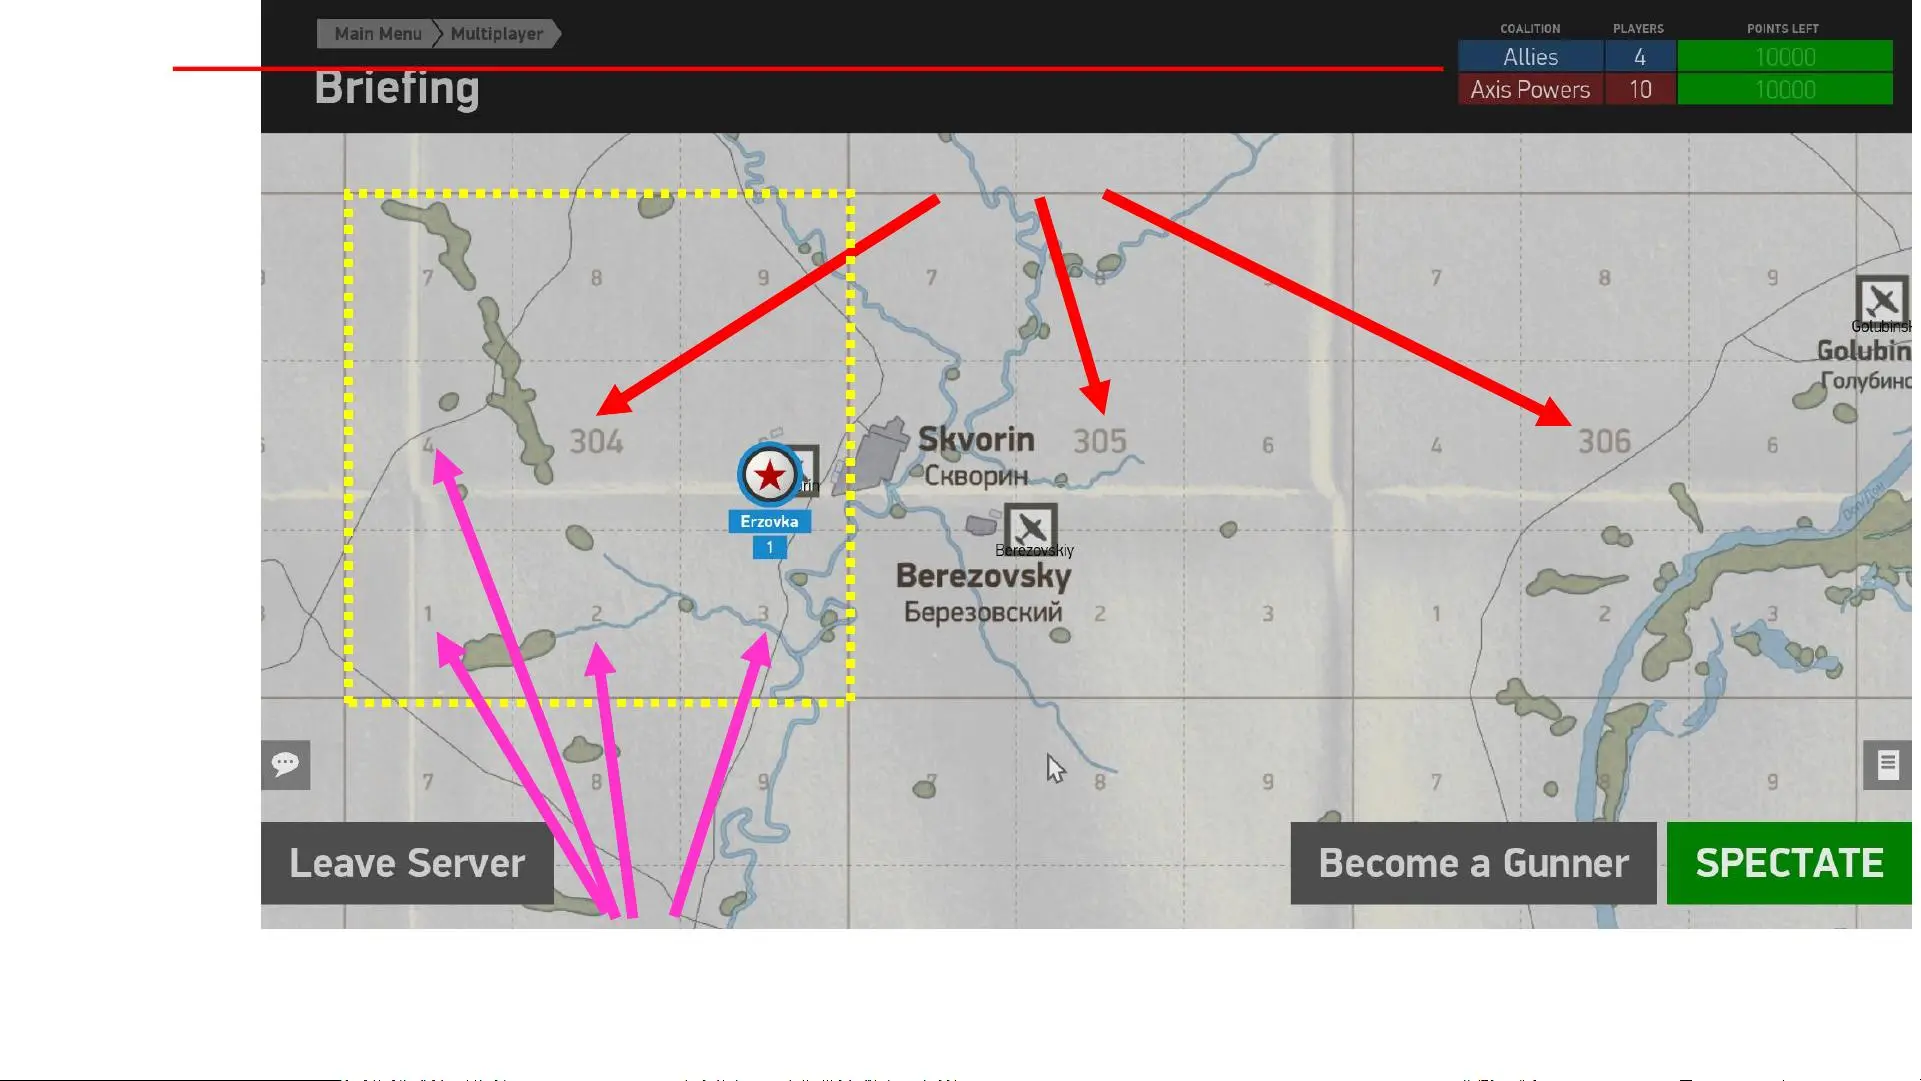 Main Menu
Multiplayer
Briefing
COALITION PLAYERS POINTS LEFT
Allies 4 10000
Axis Powers 10 10000
7 8 9 7 8 7 8 9
Golubinsk
Golubin
Голубинс
4 304 Skvorin 305 6 4 306 6
Скворин
rin
Дон
Erzovka
1
Berezovskiy
Berezovsky
Березовский
1 2 3 2 3 1 2 3
7 8 9 7 8 9 7 8 9
Leave Server
Become a Gunner
SPECTATE